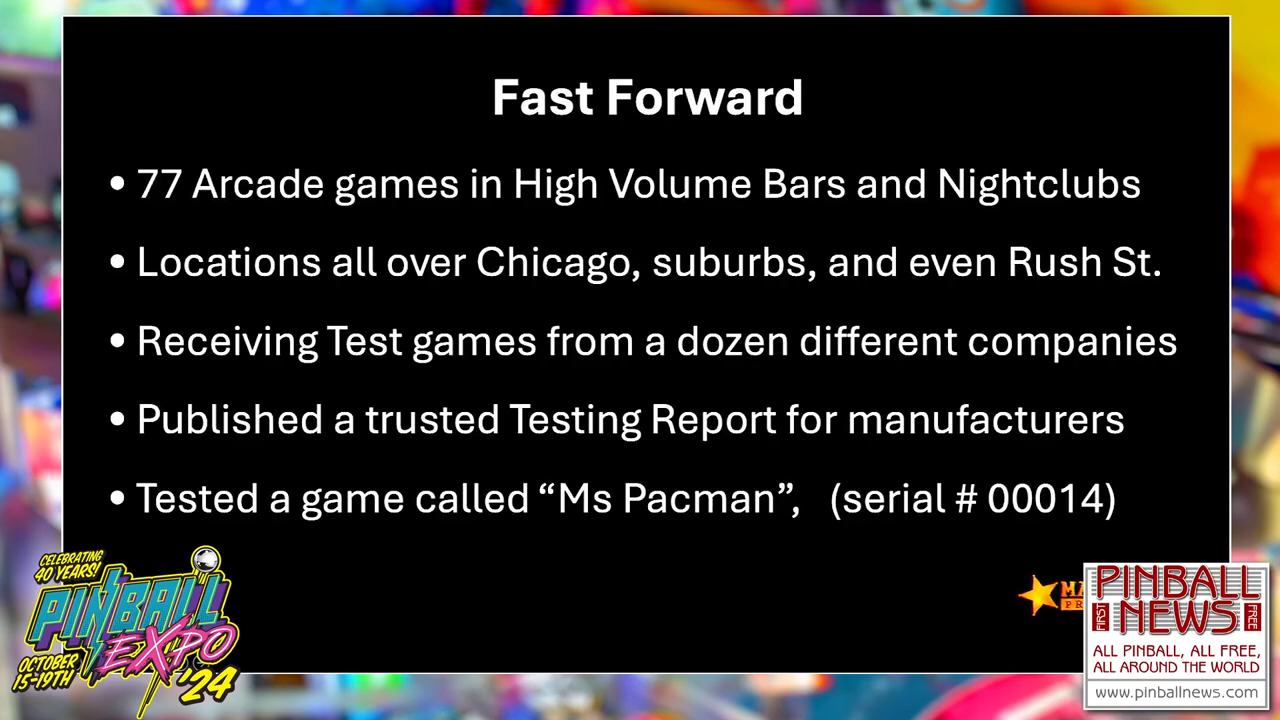 Fast Forward
• 77 Arcade games in High Volume Bars and Nightclubs
• Locations all over Chicago, suburbs, and even Rush St.
• Receiving Test games from a dozen different companies
• Published a trusted Testing Report for manufacturers
• Tested a game called “Ms Pacman”, (serial # 00014)
CELEBRATING
40 YEARS!
PINBALL
EXPO
OCTOBER
15-19TH
'24
PINBALL
FIRST NEWS FREE
ALL PINBALL, ALL FREE,
ALL AROUND THE WORLD
www.pinballnews.com